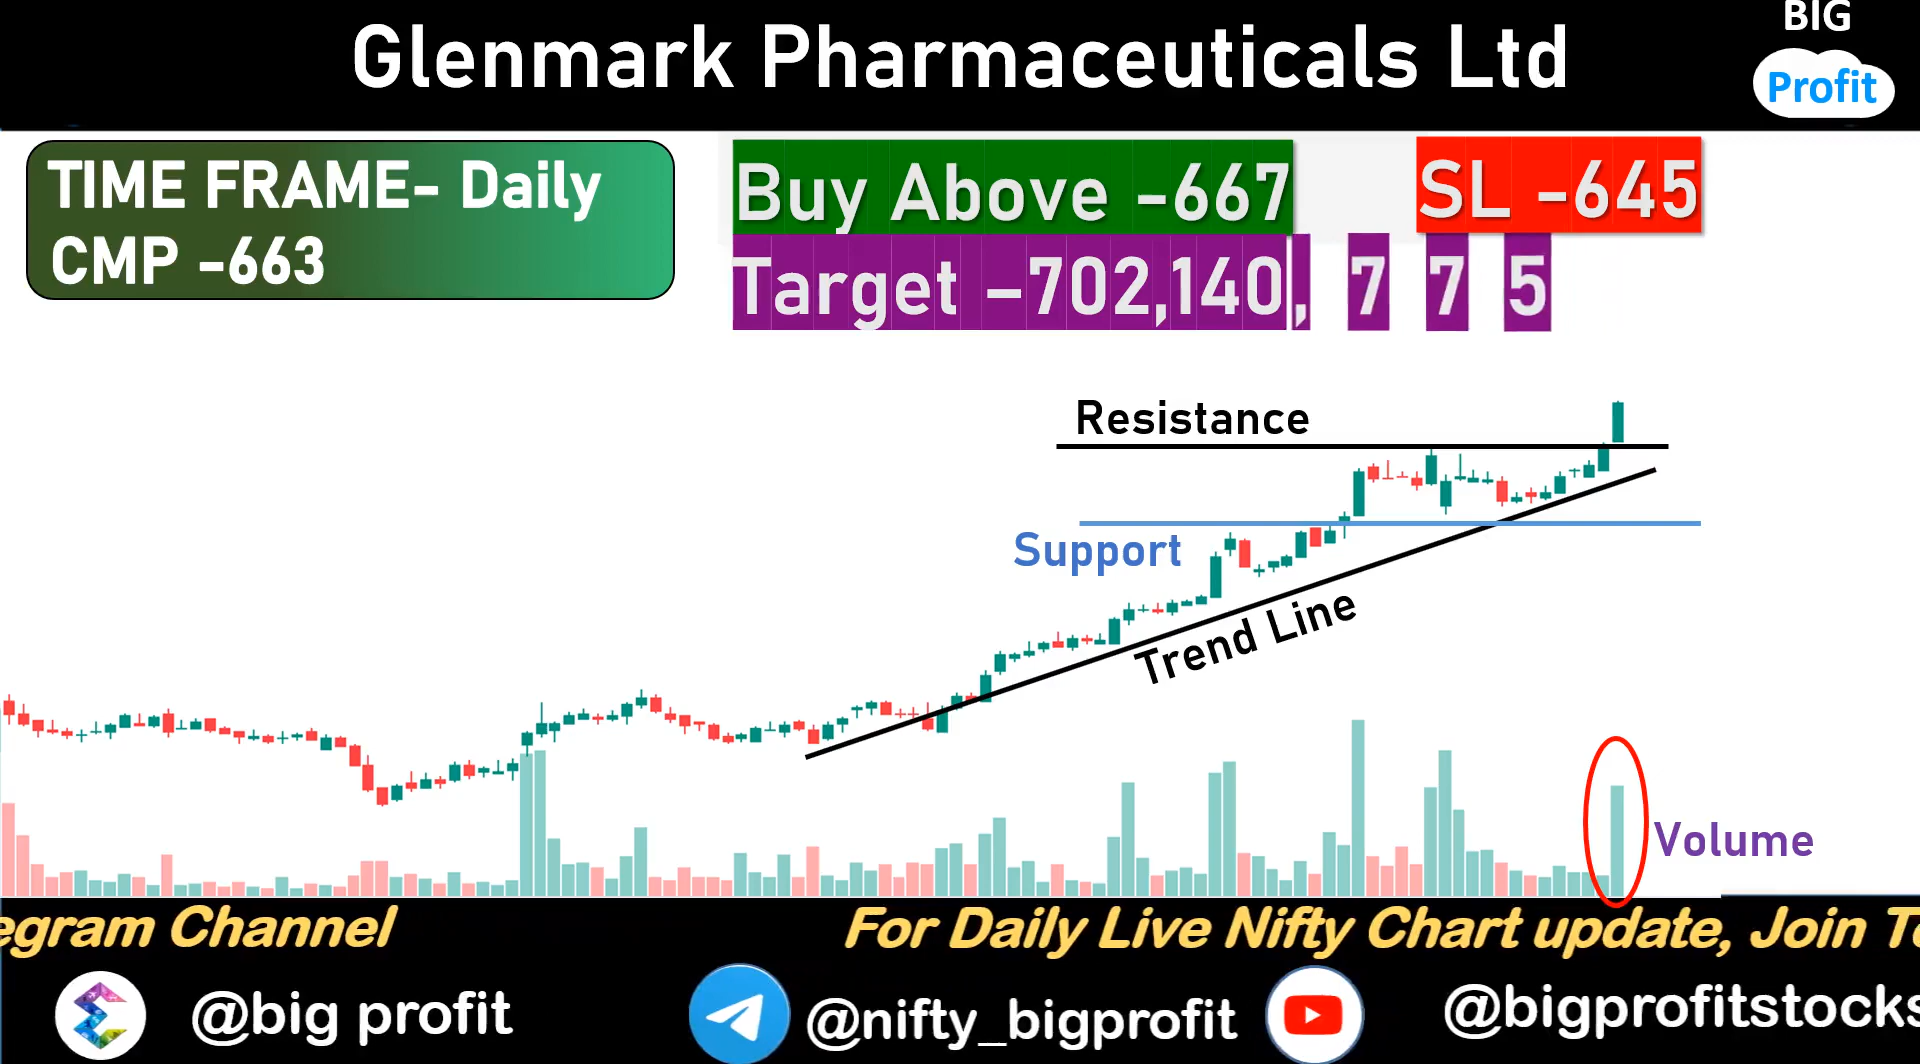 Glenmark Pharmaceuticals Ltd
BIG
Profit
TIME FRAME- Daily
CMP -663
Buy Above -667
SL -645
Target -702,140, 7 7 5
Resistance
Support
Trend Line
Volume
egram Channel
For Daily Live Nifty Chart update, Join Te
@big profit
@nifty_bigprofit
@bigprofitstocks